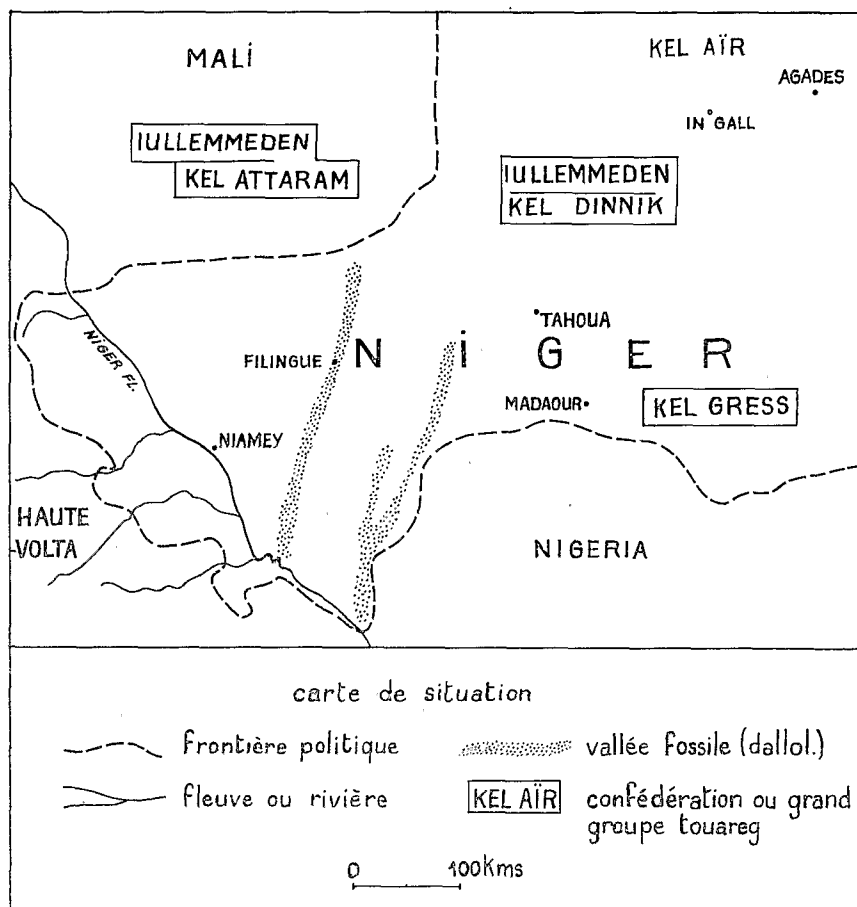 MALI
KEL AÏR
AGADES
IN GALL
IULLEMMEDEN
KEL ATTARAM
IULLEMMEDEN
KEL DINNIK
TAHOUA
NIGER FL.
FILINGUE
NIGER
MADAOUR
KEL GRESS
NIAMEY
HAUTE
VOLTA
NIGERIA
carte de situation
frontière politique
vallée fossile (dallol.)
fleuve ou rivière
KEL AÏR
confédération ou grand
groupe touareg
0 100Kms